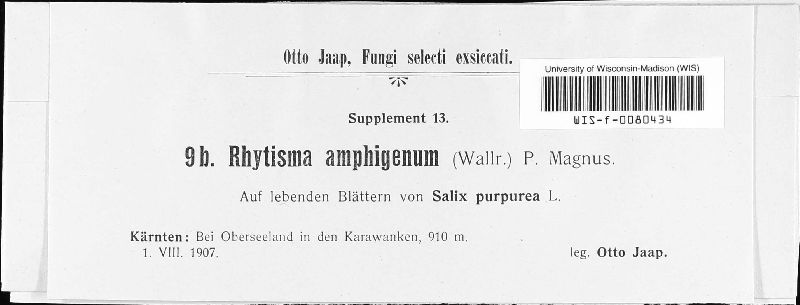 Otto Jaap, Fungi selecti exsiccati.
University of Wisconsin-Madison (WIS)
WIS-f-0080434
Supplement 13.
9b. Rhytisma amphigenum (Wallr.) P. Magnus.
Auf lebenden Blättern von Salix purpurea L.
Kärnten: Bei Oberseeland in den Karawanken, 910 m.
1. VIII. 1907. leg. Otto Jaap.